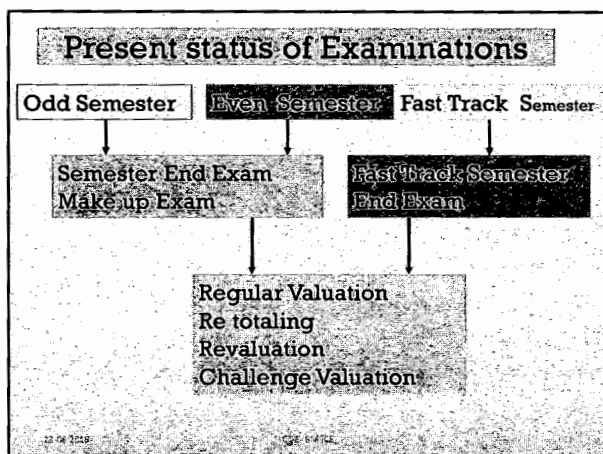 Present status of Examinations
Odd Semester
Even Semester
Fast Track Semester
Semester End Exam
Make up Exam
Fast Track Semester
End Exam
Regular Valuation
Re totaling
Revaluation
Challenge Valuation